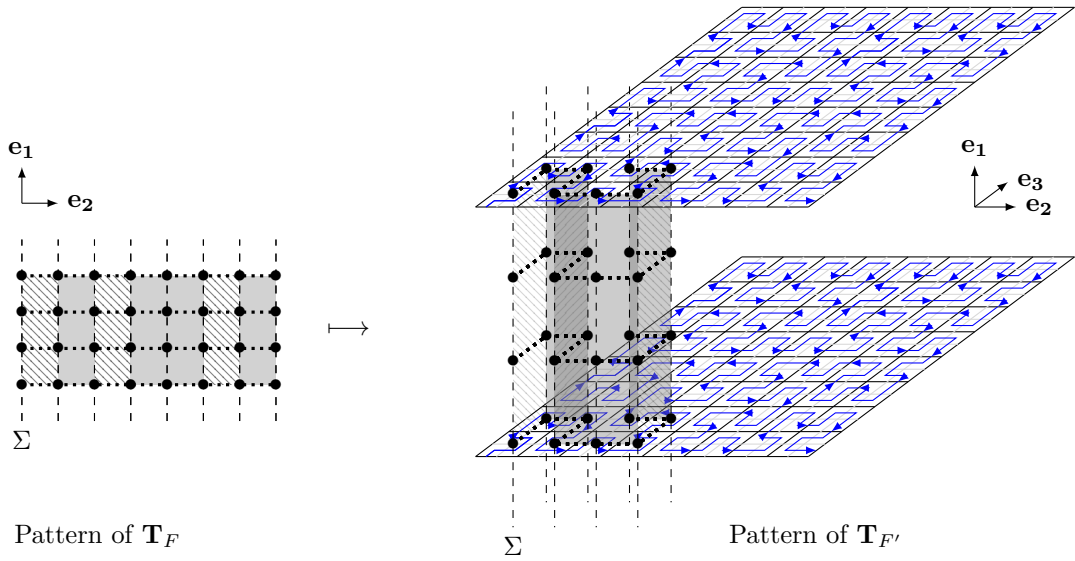 e₁
e₂
Σ
Pattern of T_F
⟼
e₁
e₃
e₂
Σ
Pattern of T_F′